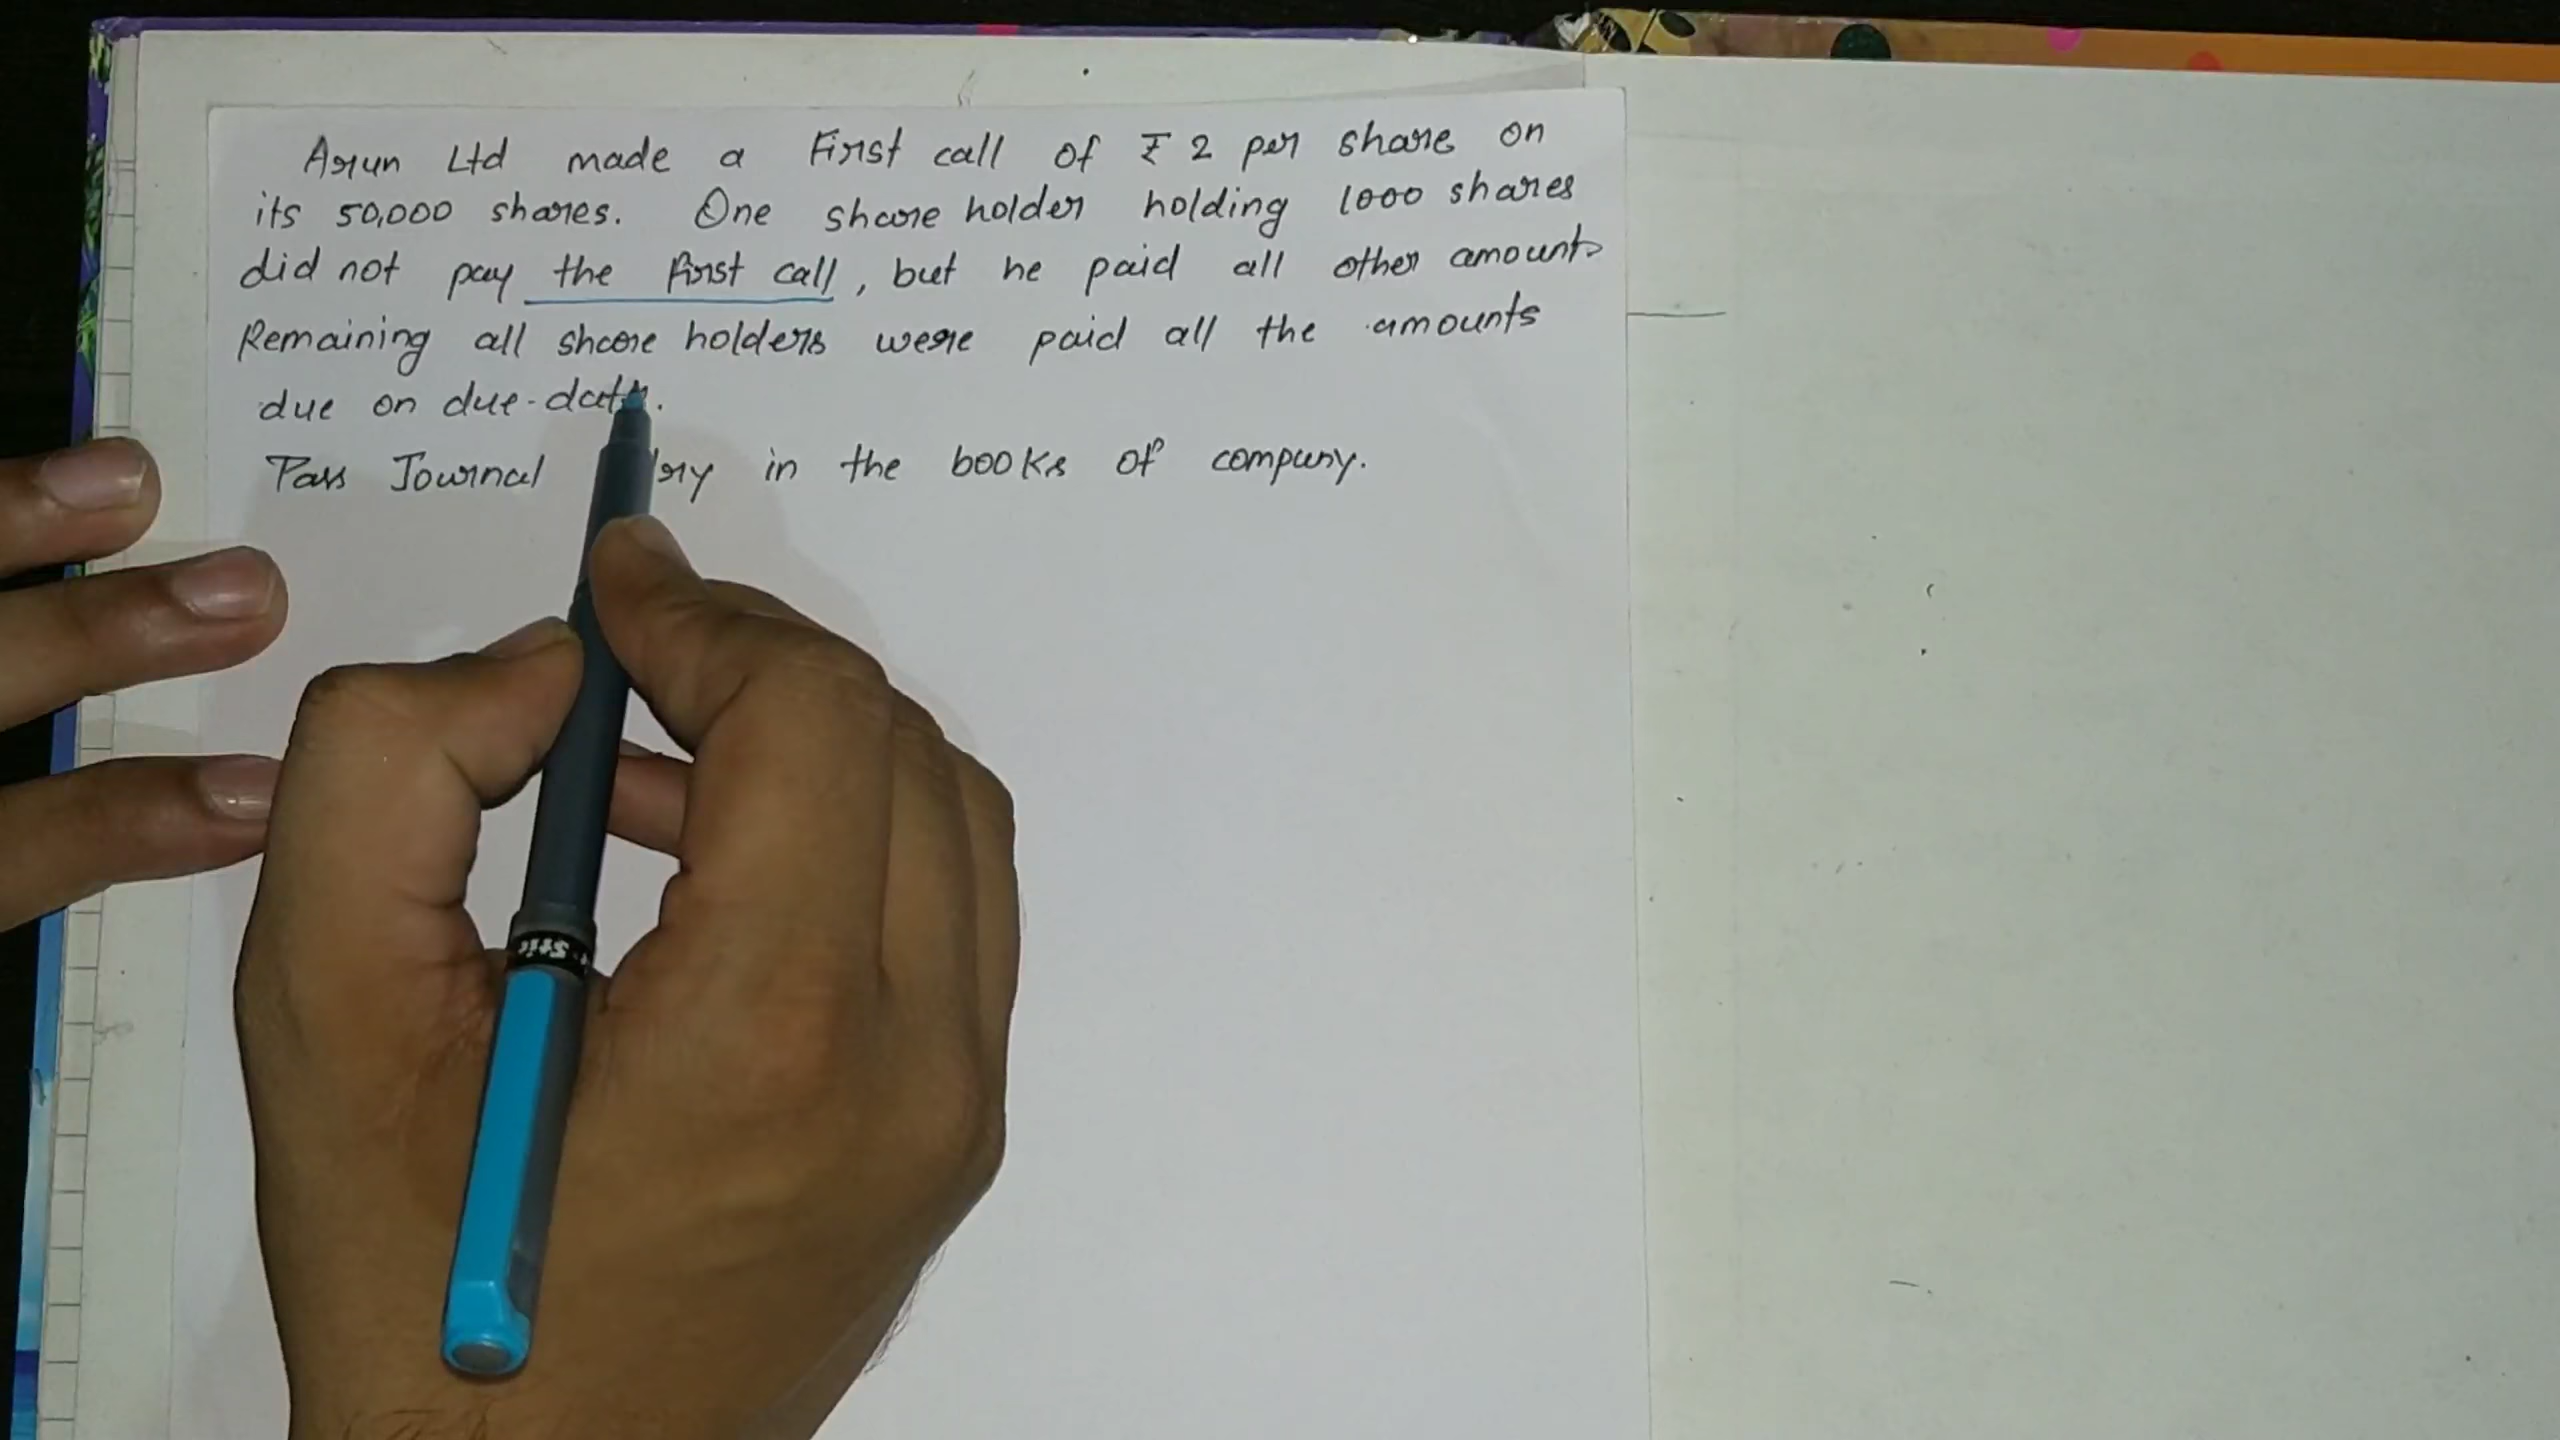 Arun Ltd made a First call of ₹ 2 per share on
its 50,000 shares. One share holder holding 1000 shares
did not pay the first call, but he paid all other amounts
Remaining all share holders were paid all the amounts
due on due-date.
Pass Journal in the books of company.